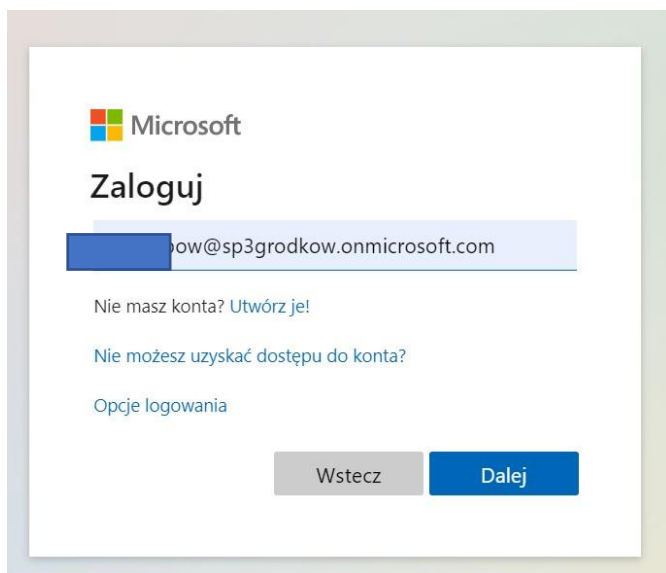 Microsoft
Zaloguj
ow@sp3grodkow.onmicrosoft.com
Nie masz konta? Utwórz je!
Nie możesz uzyskać dostępu do konta?
Opcje logowania
Wstecz Dalej